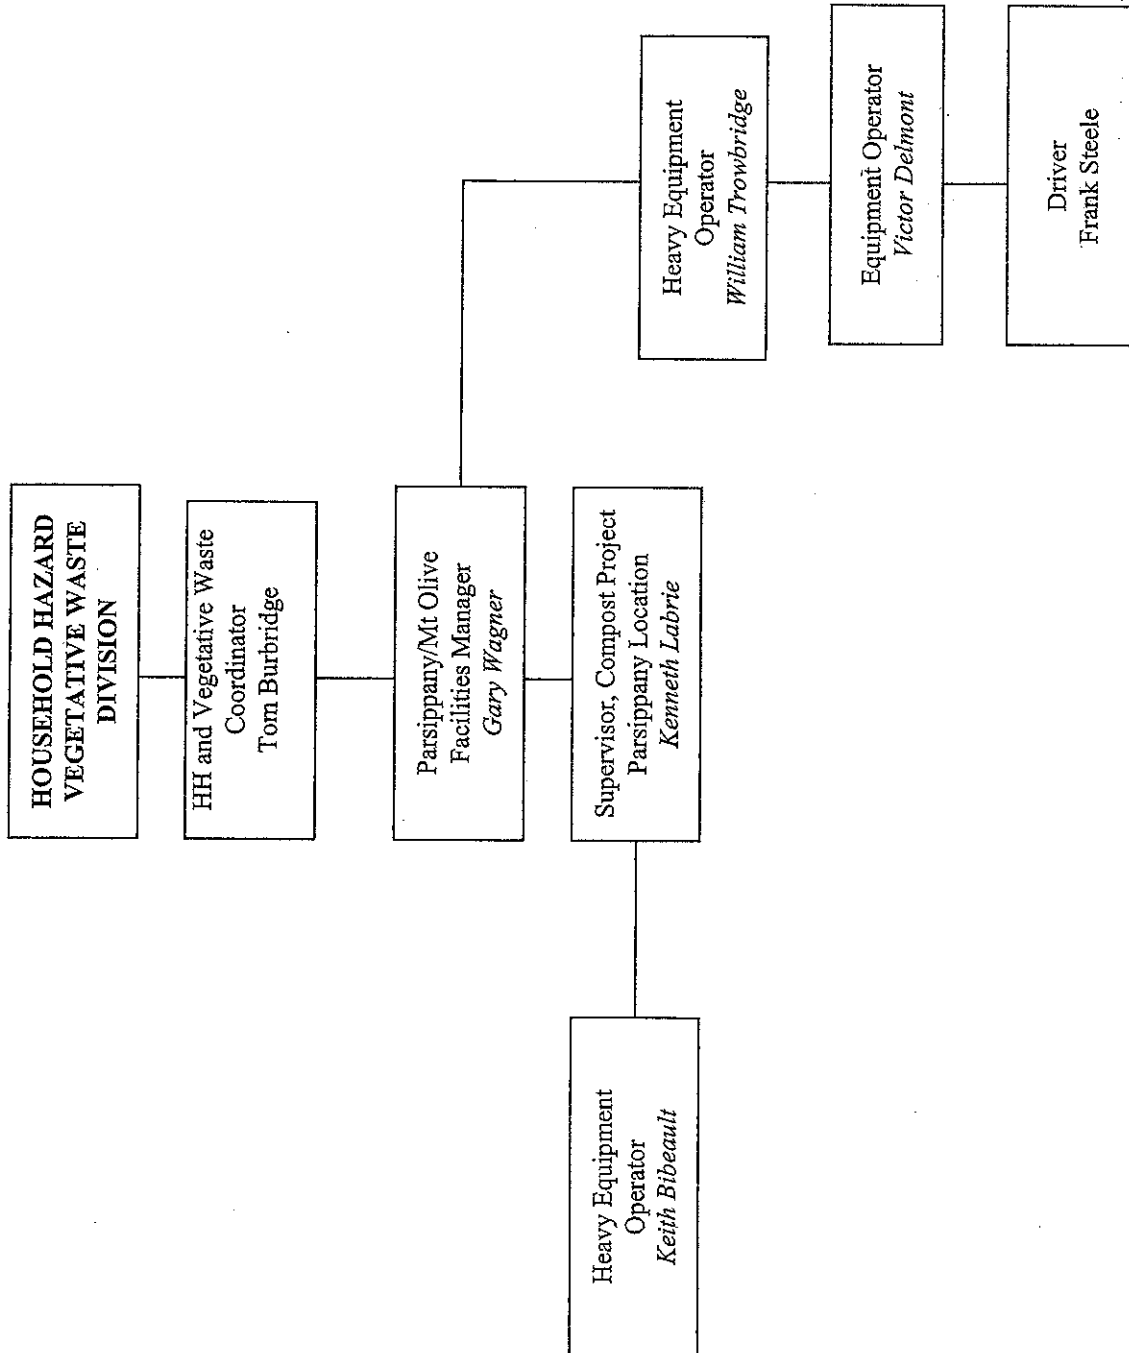 HOUSEHOLD HAZARD
VEGETATIVE WASTE
DIVISION
HH and Vegetative Waste
Coordinator
Tom Burbridge
Parsippany/Mt Olive
Facilities Manager
Gary Wagner
Supervisor, Compost Project
Parsippany Location
Kenneth Labrie
Heavy Equipment
Operator
Keith Bibeault
Heavy Equipment
Operator
William Trowbridge
Equipment Operator
Victor Delmont
Driver
Frank Steele